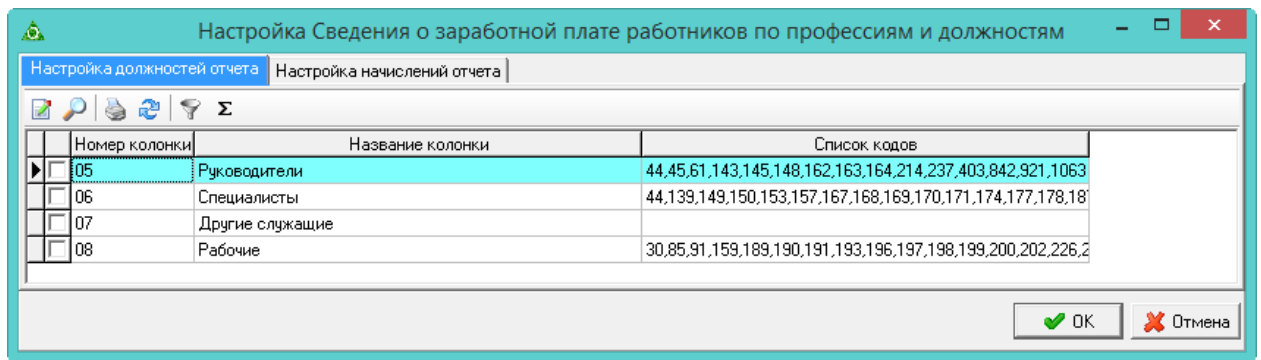 Настройка Сведения о заработной плате работников по профессиям и должностям
Настройка должностей отчета Настройка начислений отчета
Σ
Номер колонки Название колонки Список кодов
05 Руководители 44,45,61,143,145,148,162,163,164,214,237,403,842,921,1063
06 Специалисты 44,139,149,150,153,157,167,168,169,170,171,174,177,178,18
07 Другие служащие
08 Рабочие 30,85,91,159,189,190,191,193,196,197,198,199,200,202,226,2
OK Отмена